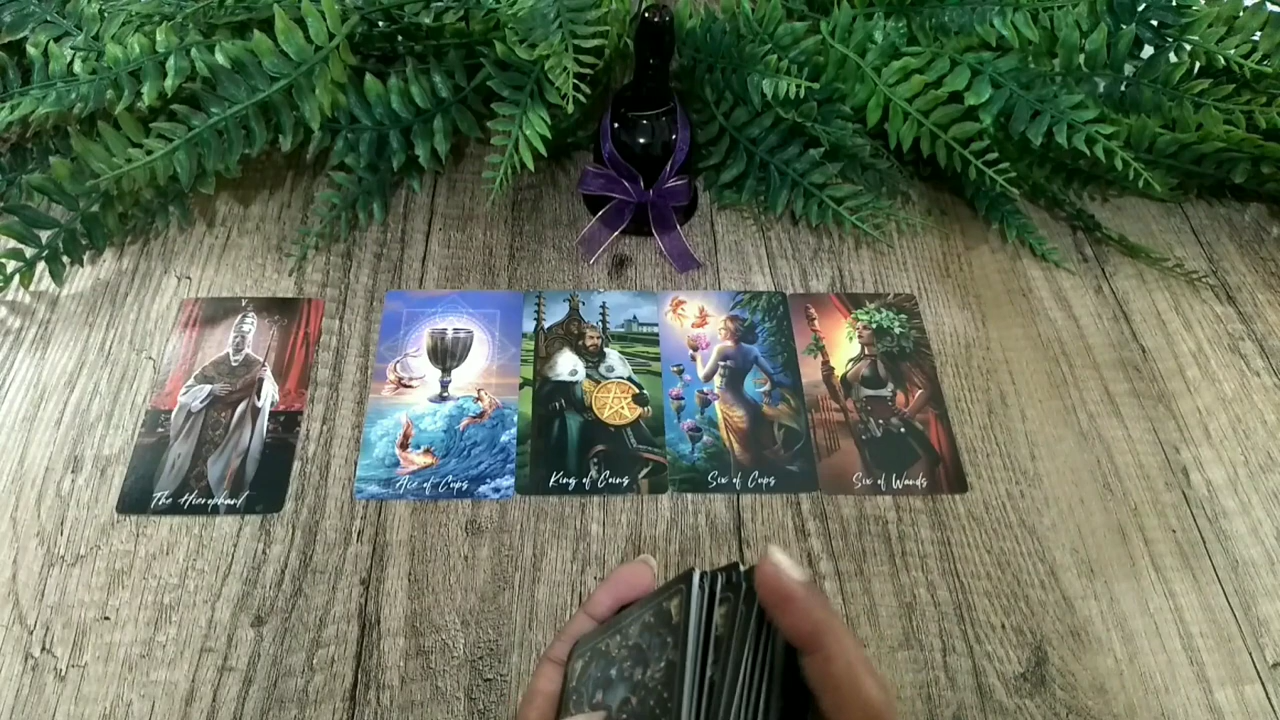 V
The Hierophant
Ace of Cups
King of Coins
Six of Cups
Six of Wands